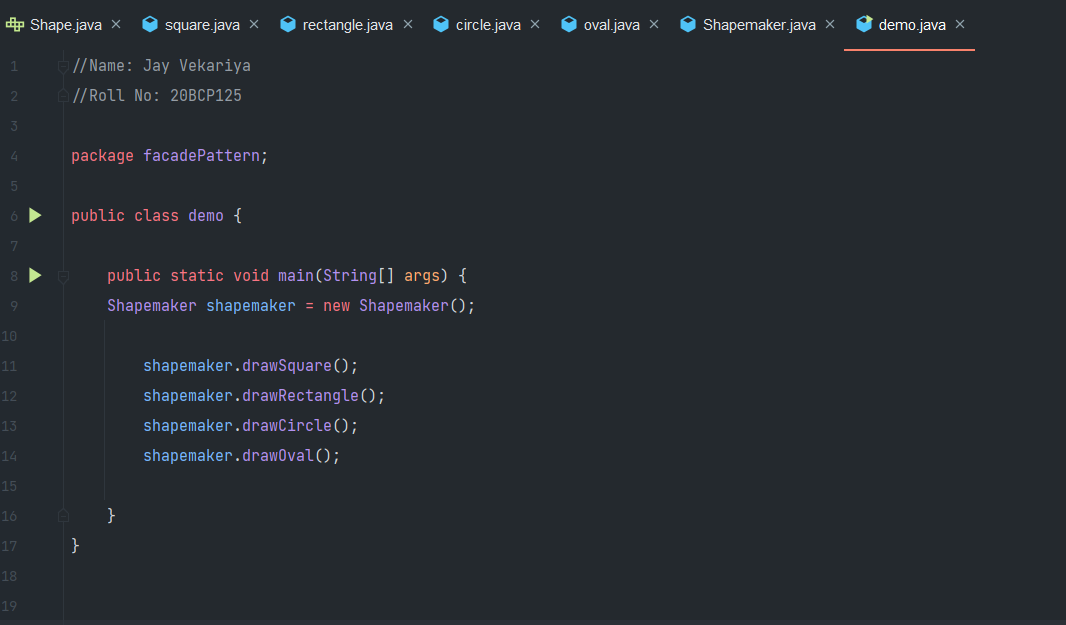 Shape.java × square.java × rectangle.java × circle.java × oval.java × Shapemaker.java × demo.java ×
1 //Name: Jay Vekariya
2 //Roll No: 20BCP125
3
4 package facadePattern;
5
6 public class demo {
7
8     public static void main(String[] args) {
9     Shapemaker shapemaker = new Shapemaker();
10
11         shapemaker.drawSquare();
12         shapemaker.drawRectangle();
13         shapemaker.drawCircle();
14         shapemaker.drawOval();
15
16     }
17 }
18
19